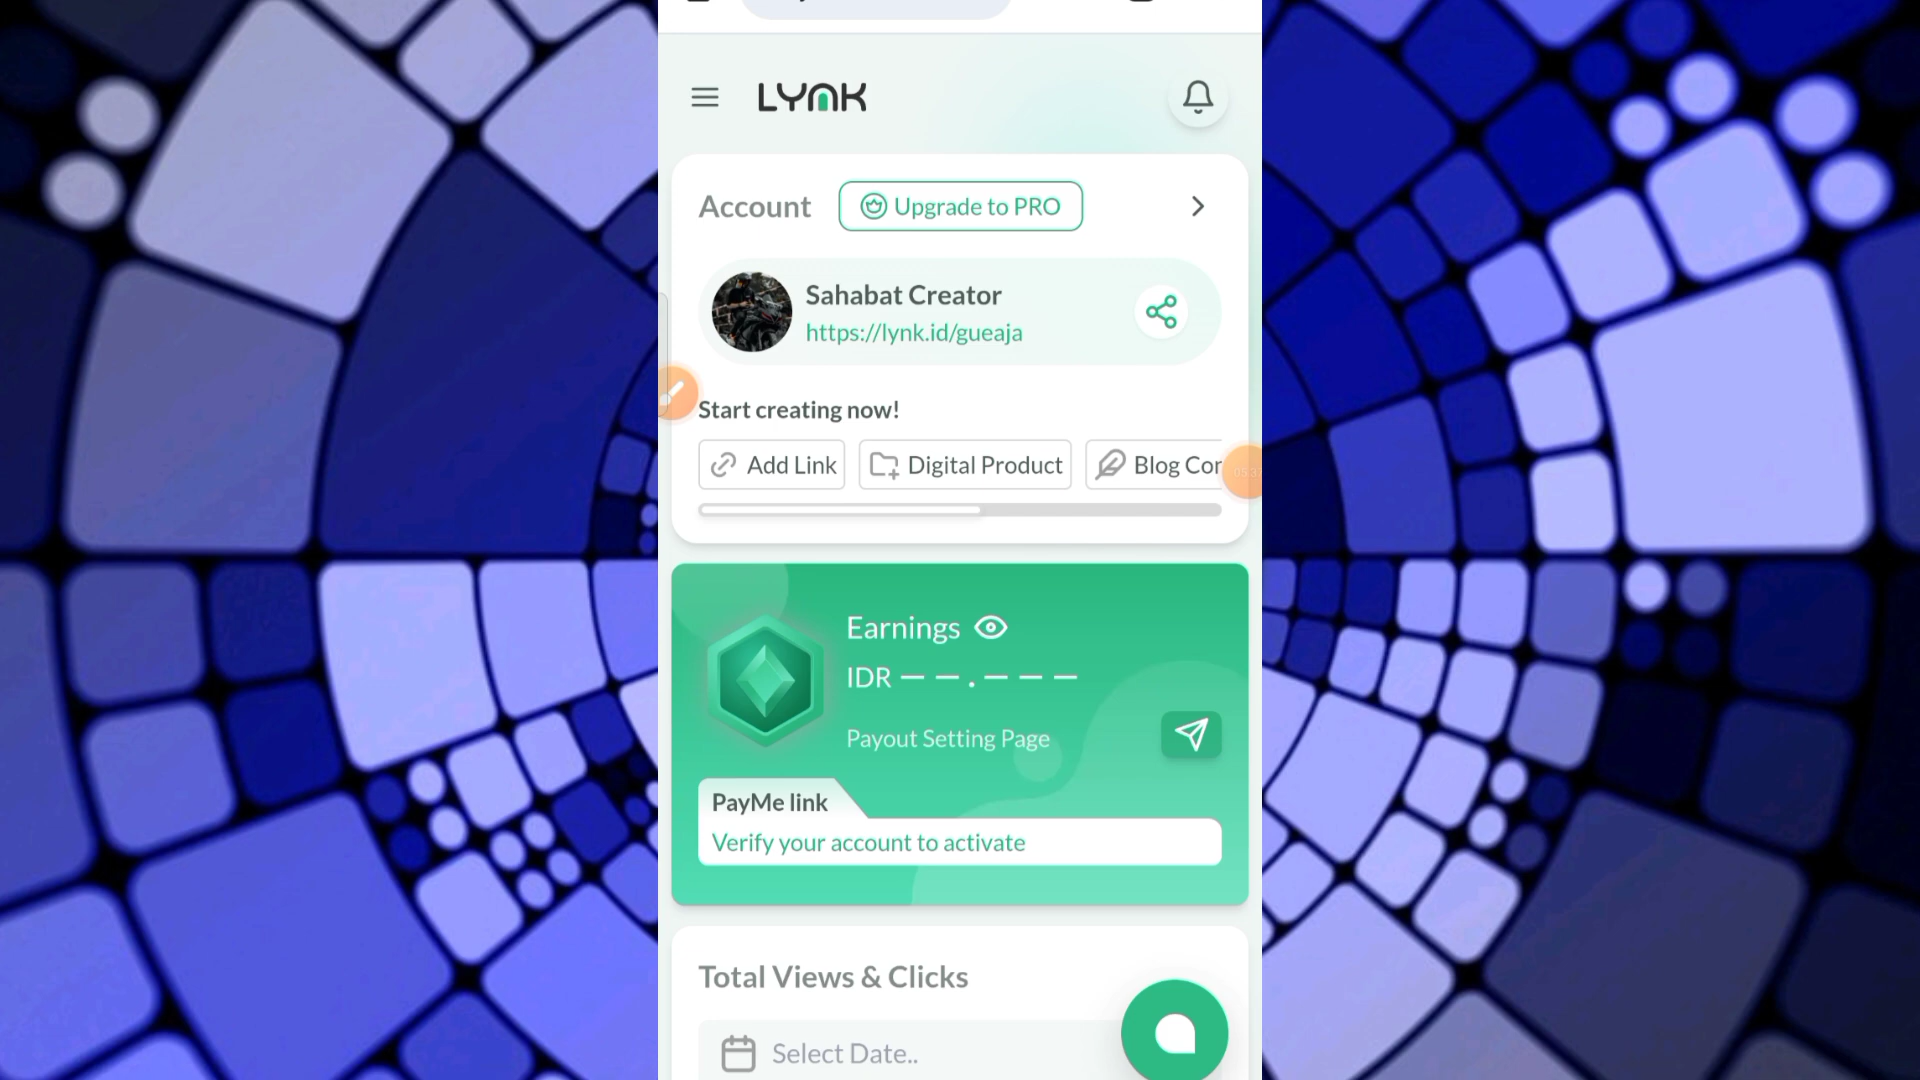 LYNK
Account
Upgrade to PRO
Sahabat Creator
https://lynk.id/gueaja
Start creating now!
Add Link
Digital Product
Blog Cor
Earnings
IDR – – . – – –
Payout Setting Page
PayMe link
Verify your account to activate
Total Views & Clicks
Select Date..